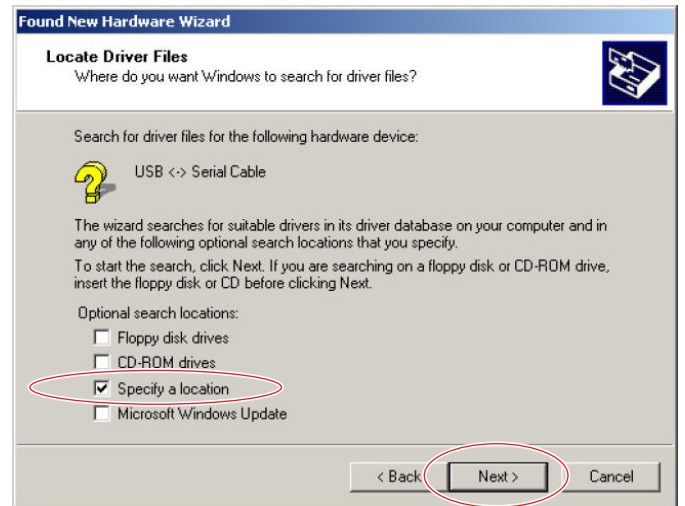 Found New Hardware Wizard
Locate Driver Files
Where do you want Windows to search for driver files?
Search for driver files for the following hardware device:
USB <-> Serial Cable
The wizard searches for suitable drivers in its driver database on your computer and in
any of the following optional search locations that you specify.
To start the search, click Next. If you are searching on a floppy disk or CD-ROM drive,
insert the floppy disk or CD before clicking Next.
Optional search locations:
Floppy disk drives
CD-ROM drives
Specify a location
Microsoft Windows Update
< Back Next > Cancel